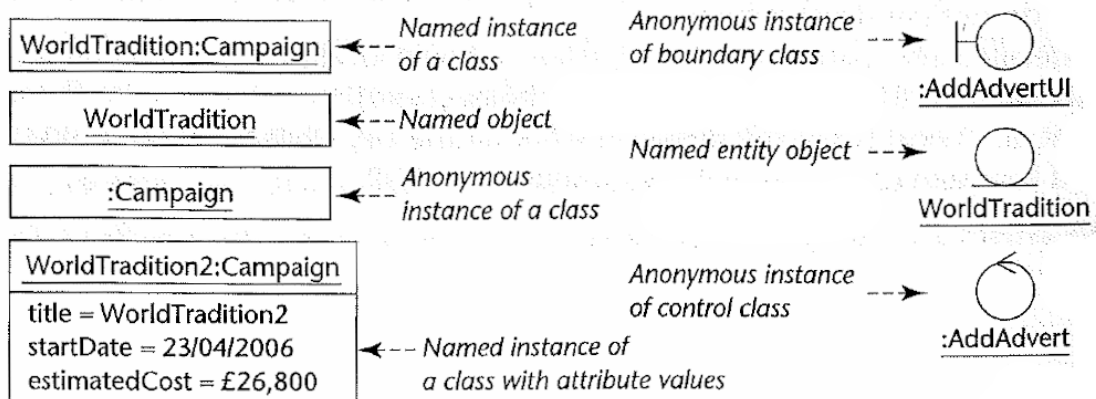 WorldTradition:Campaign
Named instance
of a class
WorldTradition
Named object
:Campaign
Anonymous
instance of a class
WorldTradition2:Campaign
title = WorldTradition2
startDate = 23/04/2006
estimatedCost = £26,800
Named instance of
a class with attribute values
Anonymous instance
of boundary class
:AddAdvertUI
Named entity object
WorldTradition
Anonymous instance
of control class
:AddAdvert